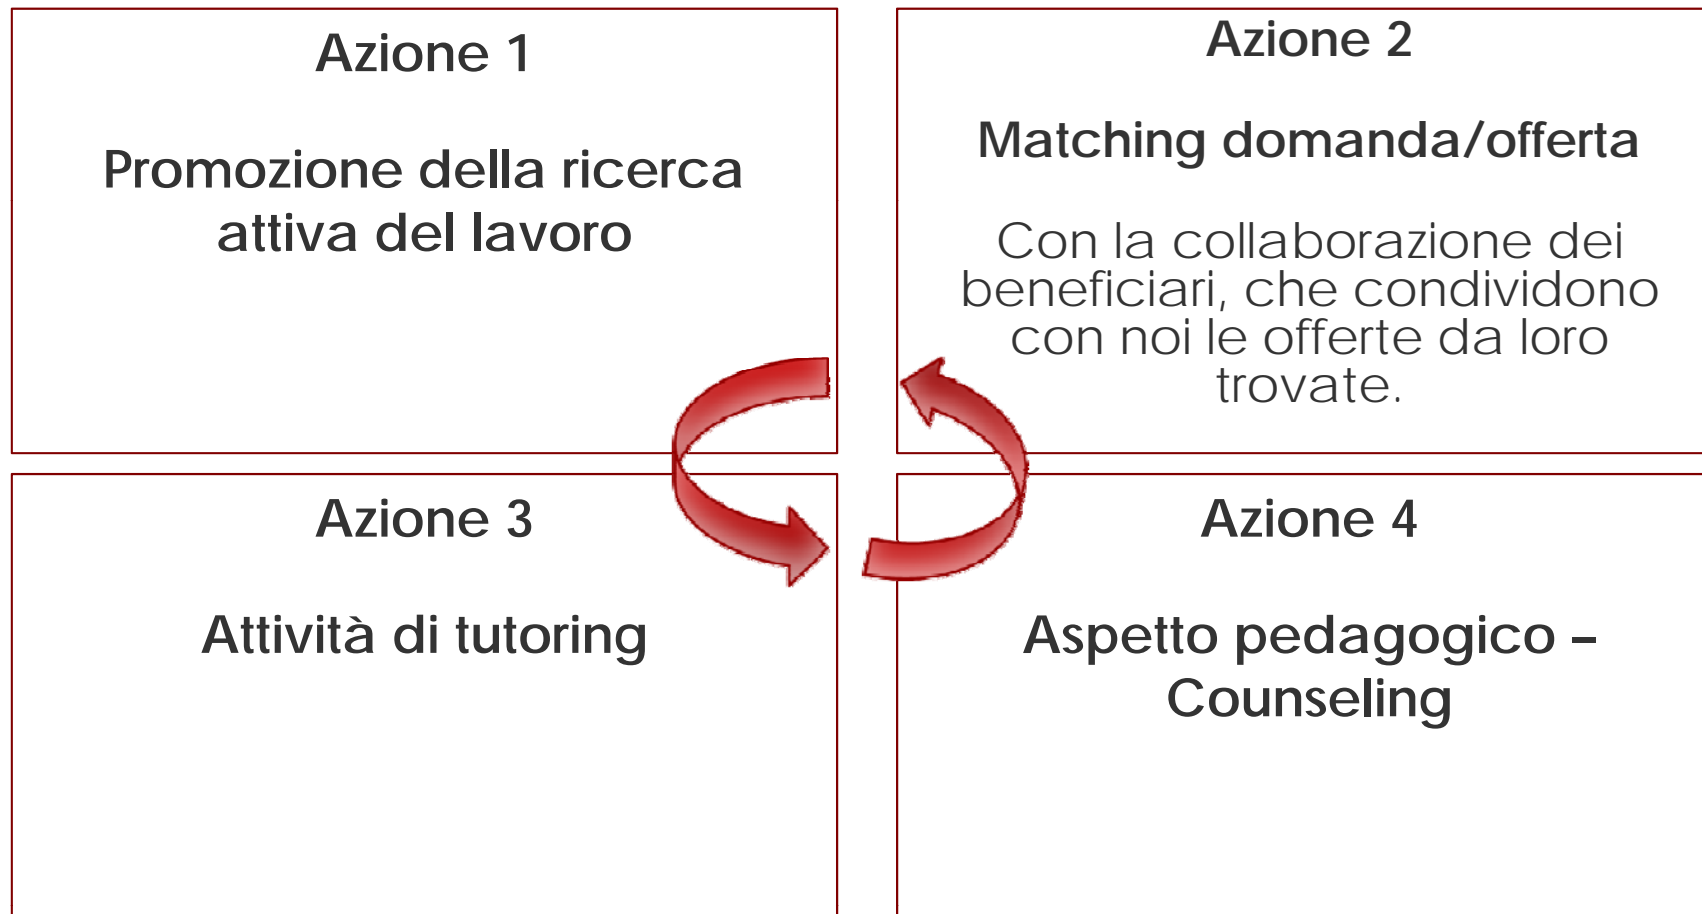 Azione 1
Promozione della ricerca
attiva del lavoro
Azione 2
Matching domanda/offerta
Con la collaborazione dei
beneficiari, che condividono
con noi le offerte da loro
trovate.
Azione 3
Attività di tutoring
Azione 4
Aspetto pedagogico –
Counseling